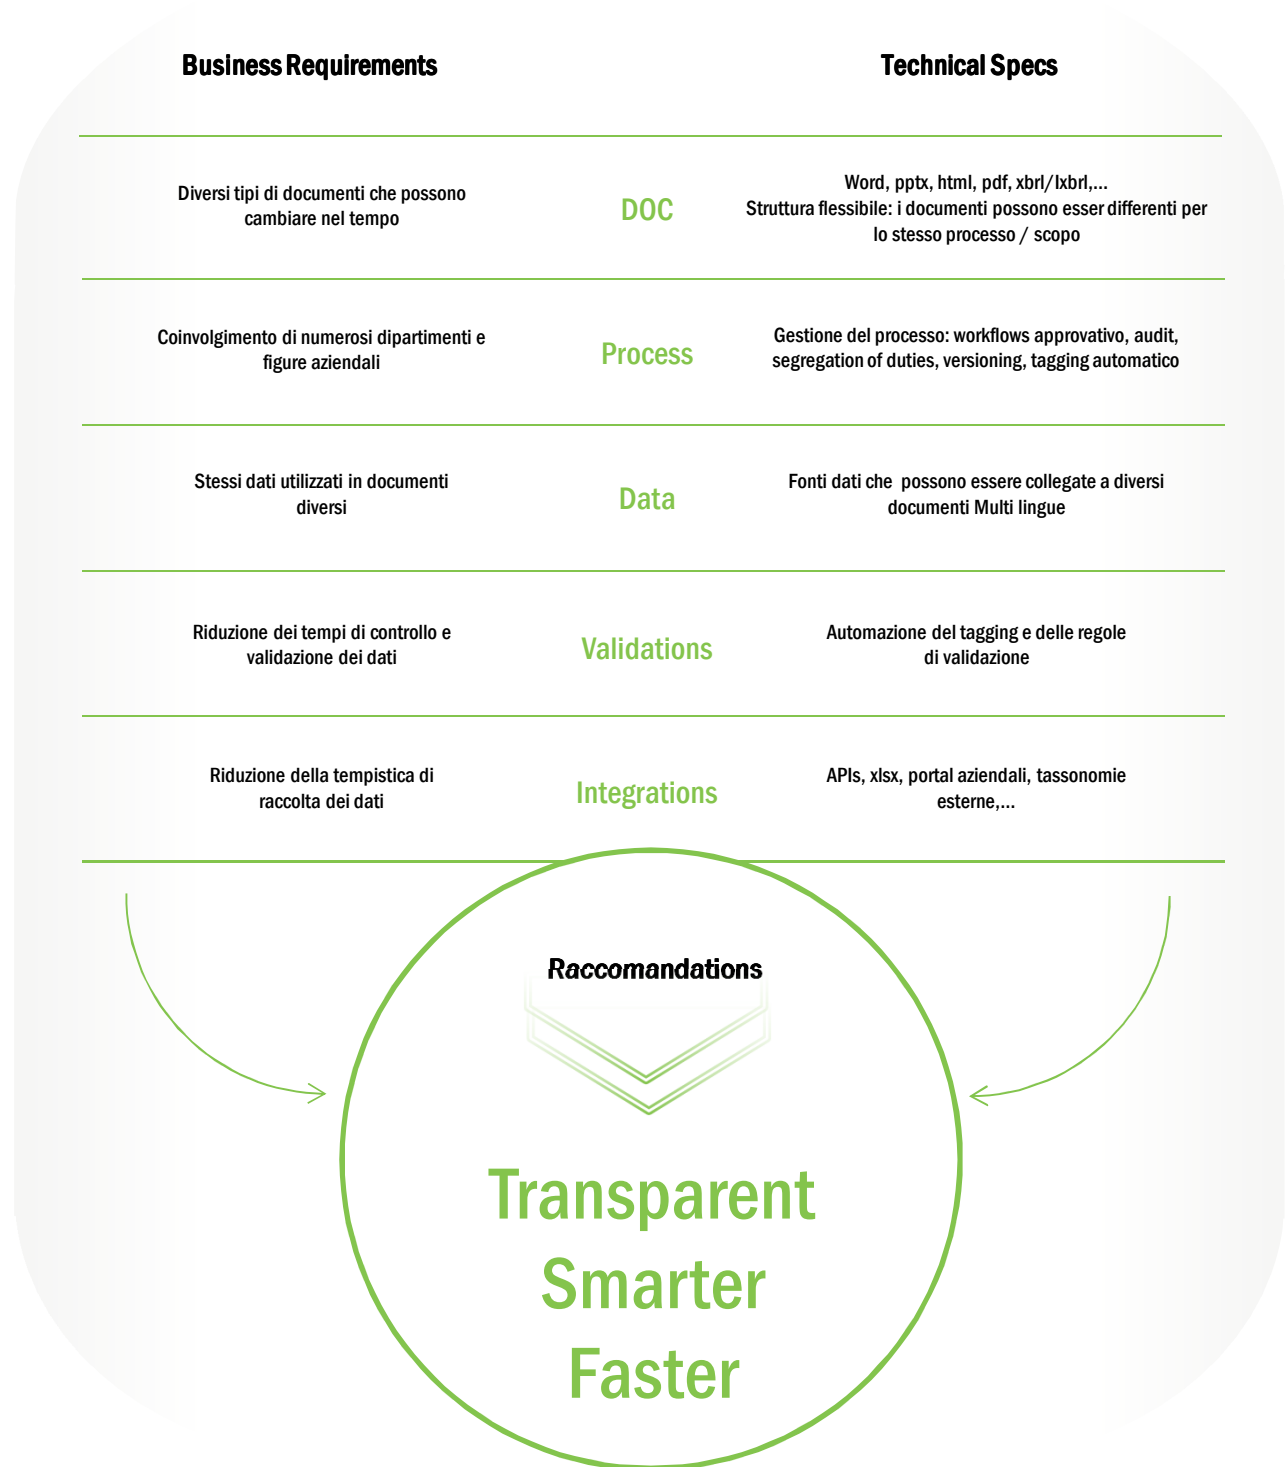 Business Requirements
Technical Specs
Diversi tipi di documenti che possono
cambiare nel tempo
DOC
Word, pptx, html, pdf, xbrl/Ixbrl,...
Struttura flessibile: i documenti possono esser differenti per
lo stesso processo / scopo
Coinvolgimento di numerosi dipartimenti e
figure aziendali
Process
Gestione del processo: workflows approvativo, audit,
segregation of duties, versioning, tagging automatico
Stessi dati utilizzati in documenti
diversi
Data
Fonti dati che possono essere collegate a diversi
documenti Multi lingue
Riduzione dei tempi di controllo e
validazione dei dati
Validations
Automazione del tagging e delle regole
di validazione
Riduzione della tempistica di
raccolta dei dati
Integrations
APIs, xlsx, portal aziendali, tassonomie
esterne,...
Raccomandations
Transparent
Smarter
Faster